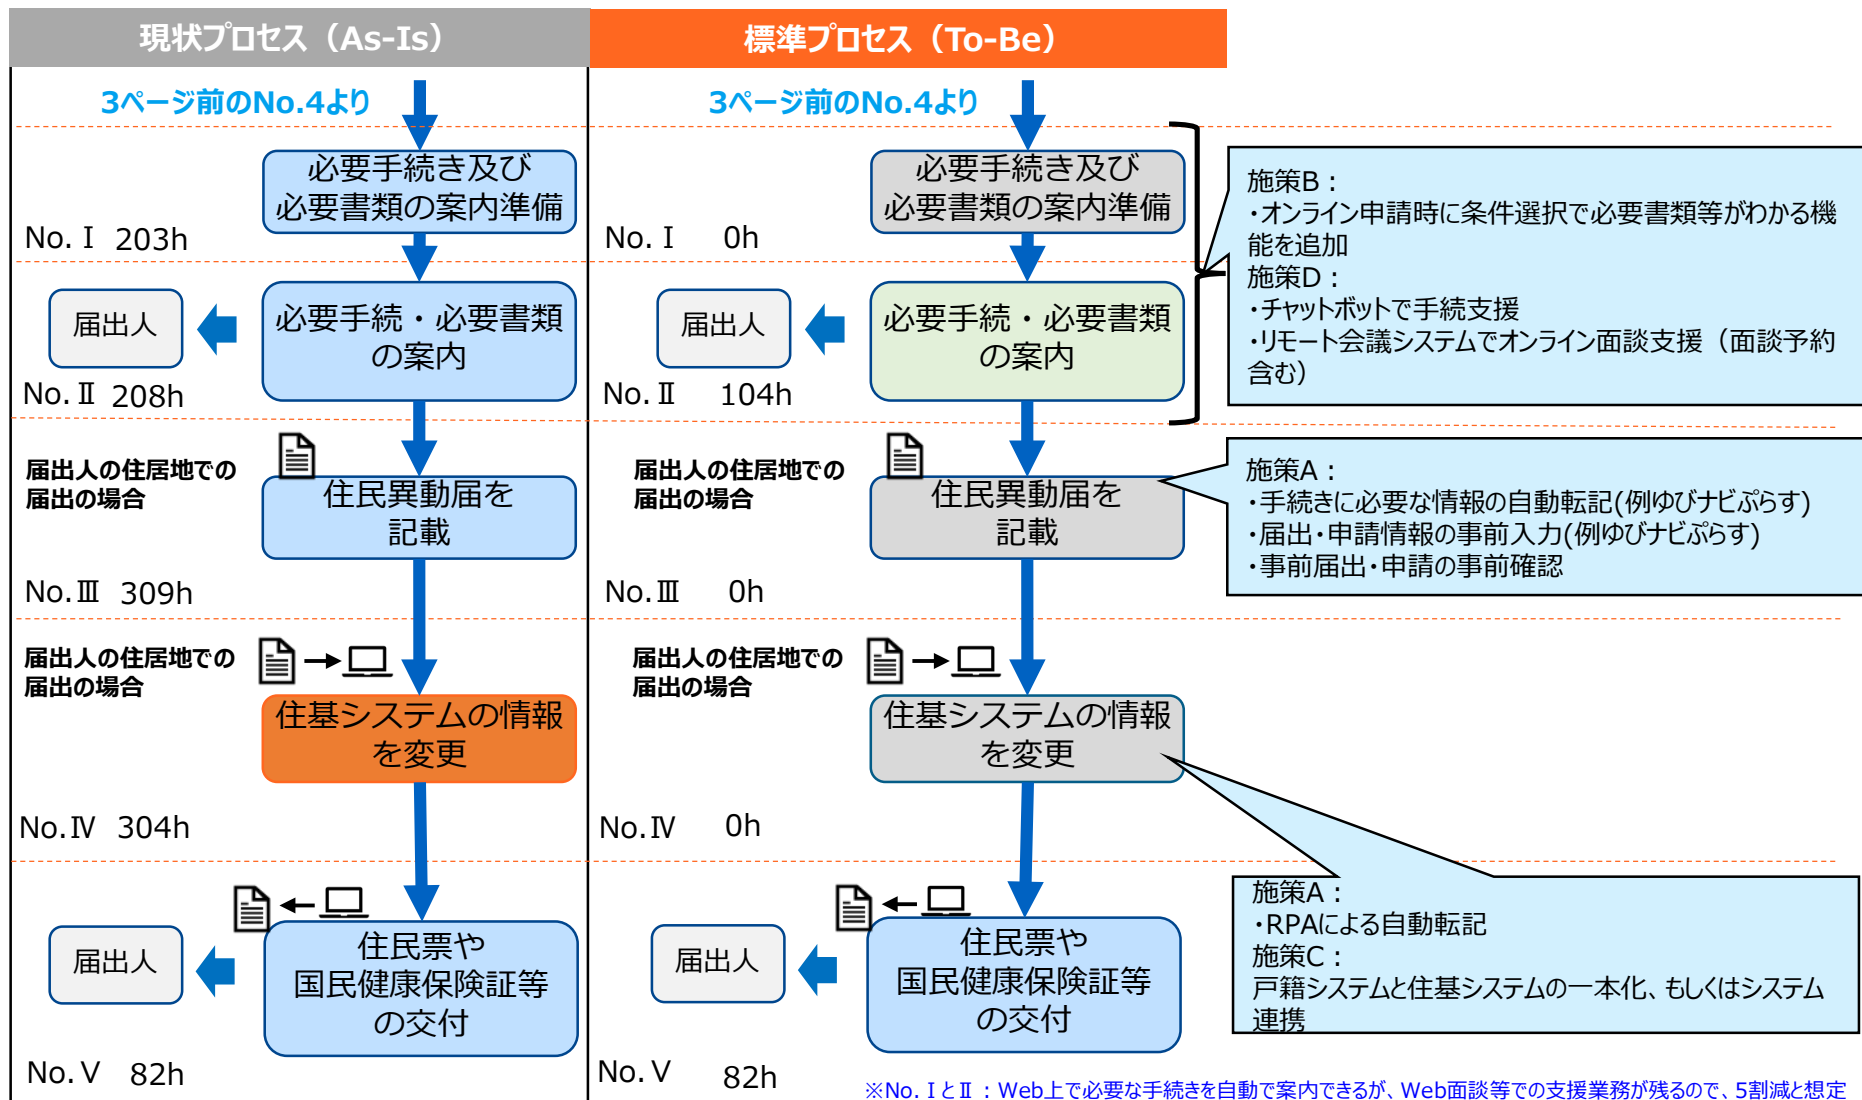 現状プロセス（As-Is）
標準プロセス（To-Be）
3ページ前のNo.4より
必要手続き及び
必要書類の案内準備
No.Ⅰ 203h
届出人
必要手続・必要書類
の案内
No.Ⅱ 208h
届出人の住居地での
届出の場合
住民異動届を
記載
No.Ⅲ 309h
届出人の住居地での
届出の場合
住基システムの情報
を変更
No.Ⅳ 304h
届出人
住民票や
国民健康保険証等
の交付
No.Ⅴ 82h
3ページ前のNo.4より
必要手続き及び
必要書類の案内準備
No.Ⅰ 0h
届出人
必要手続・必要書類
の案内
No.Ⅱ 104h
届出人の住居地での
届出の場合
住民異動届を
記載
No.Ⅲ 0h
届出人の住居地での
届出の場合
住基システムの情報
を変更
No.Ⅳ 0h
届出人
住民票や
国民健康保険証等
の交付
No.Ⅴ 82h
施策B：
・オンライン申請時に条件選択で必要書類等がわかる機
能を追加
施策D：
・チャットボットで手続支援
・リモート会議システムでオンライン面談支援（面談予約
含む）
施策A：
・手続きに必要な情報の自動転記(例ゆびナビぷらす)
・届出・申請情報の事前入力(例ゆびナビぷらす)
・事前届出・申請の事前確認
施策A：
・RPAによる自動転記
施策C：
戸籍システムと住基システムの一本化、もしくはシステム
連携
※No.ⅠとⅡ：Web上で必要な手続きを自動で案内できるが、Web面談等での支援業務が残るので、5割減と想定